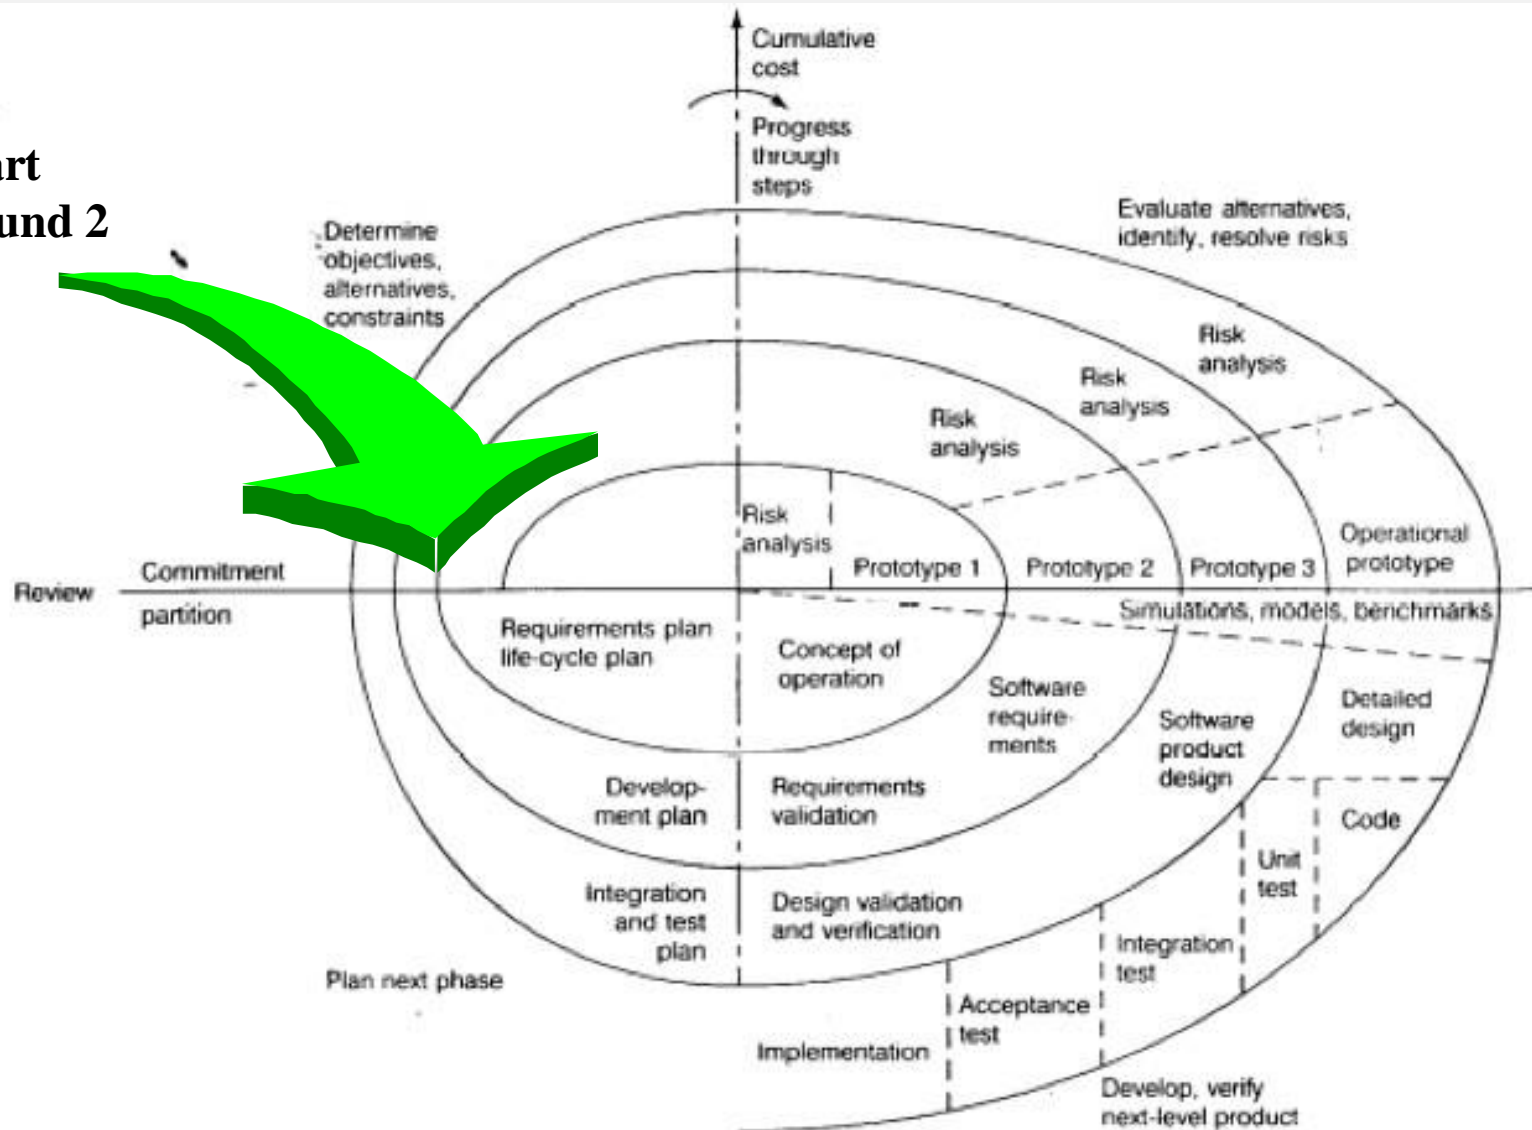 Cumulative
cost
Progress
through
steps
art
und 2
Determine
objectives,
alternatives,
constraints
Evaluate alternatives,
identify, resolve risks
Risk
analysis
Risk
analysis
Risk
analysis
Risk
analysis
Prototype 1
Prototype 2
Prototype 3
Operational
prototype
Review
Commitment
partition
Simulations, models, benchmarks
Requirements plan
life-cycle plan
Concept of
operation
Software
require-
ments
Software
product
design
Detailed
design
Develop-
ment plan
Requirements
validation
Code
Unit
test
Integration
and test
plan
Design validation
and verification
Integration
test
Plan next phase
Acceptance
test
Implementation
Develop, verify
next-level product